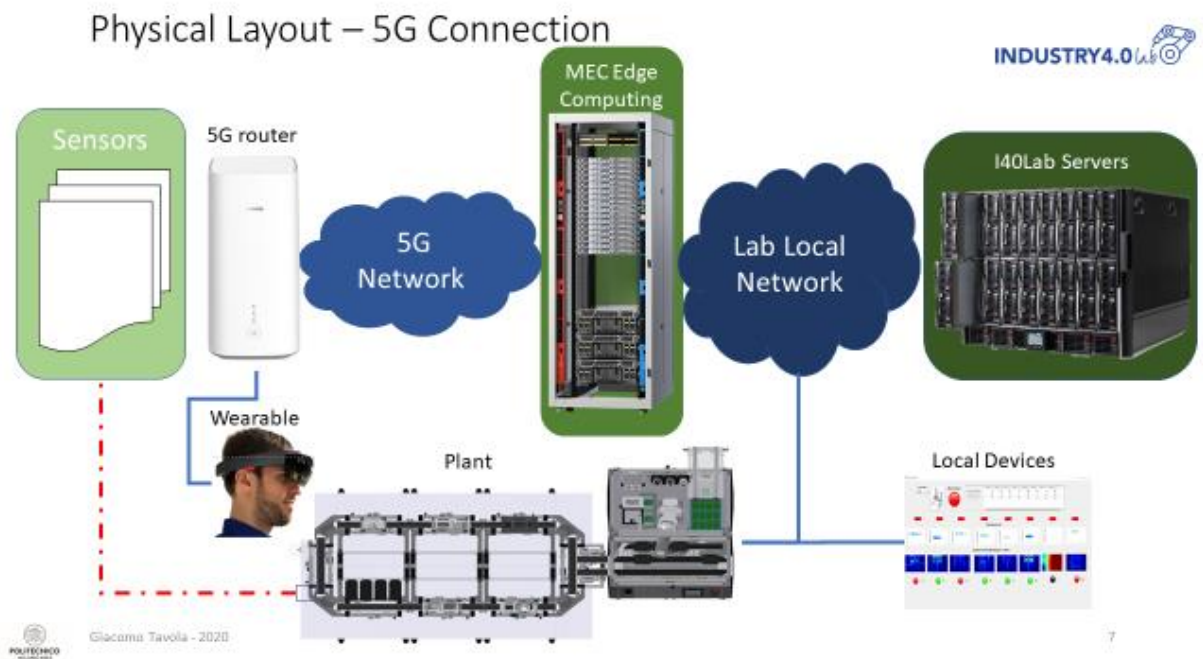 Physical Layout – 5G Connection
INDUSTRY4.0 lab
MEC Edge
Computing
Sensors
5G router
I40Lab Servers
5G
Network
Lab Local
Network
Wearable
Plant
Local Devices
POLITECNICO
Giacomo Tavola - 2020
7